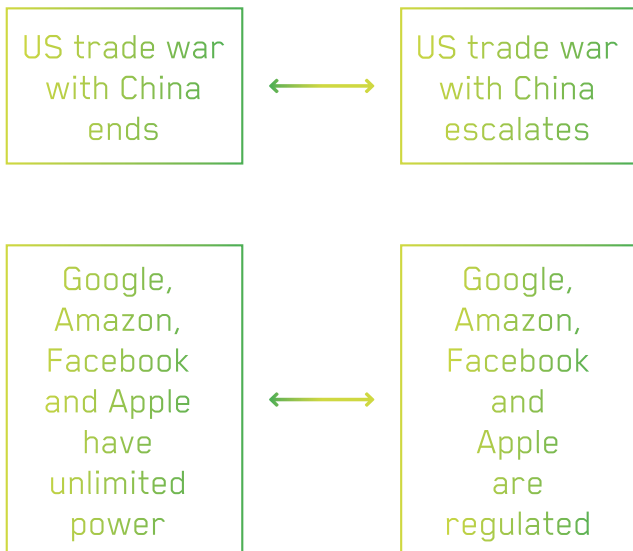 US trade war
with China
ends
US trade war
with China
escalates
Google,
Amazon,
Facebook
and Apple
have
unlimited
power
Google,
Amazon,
Facebook
and
Apple
are
regulated